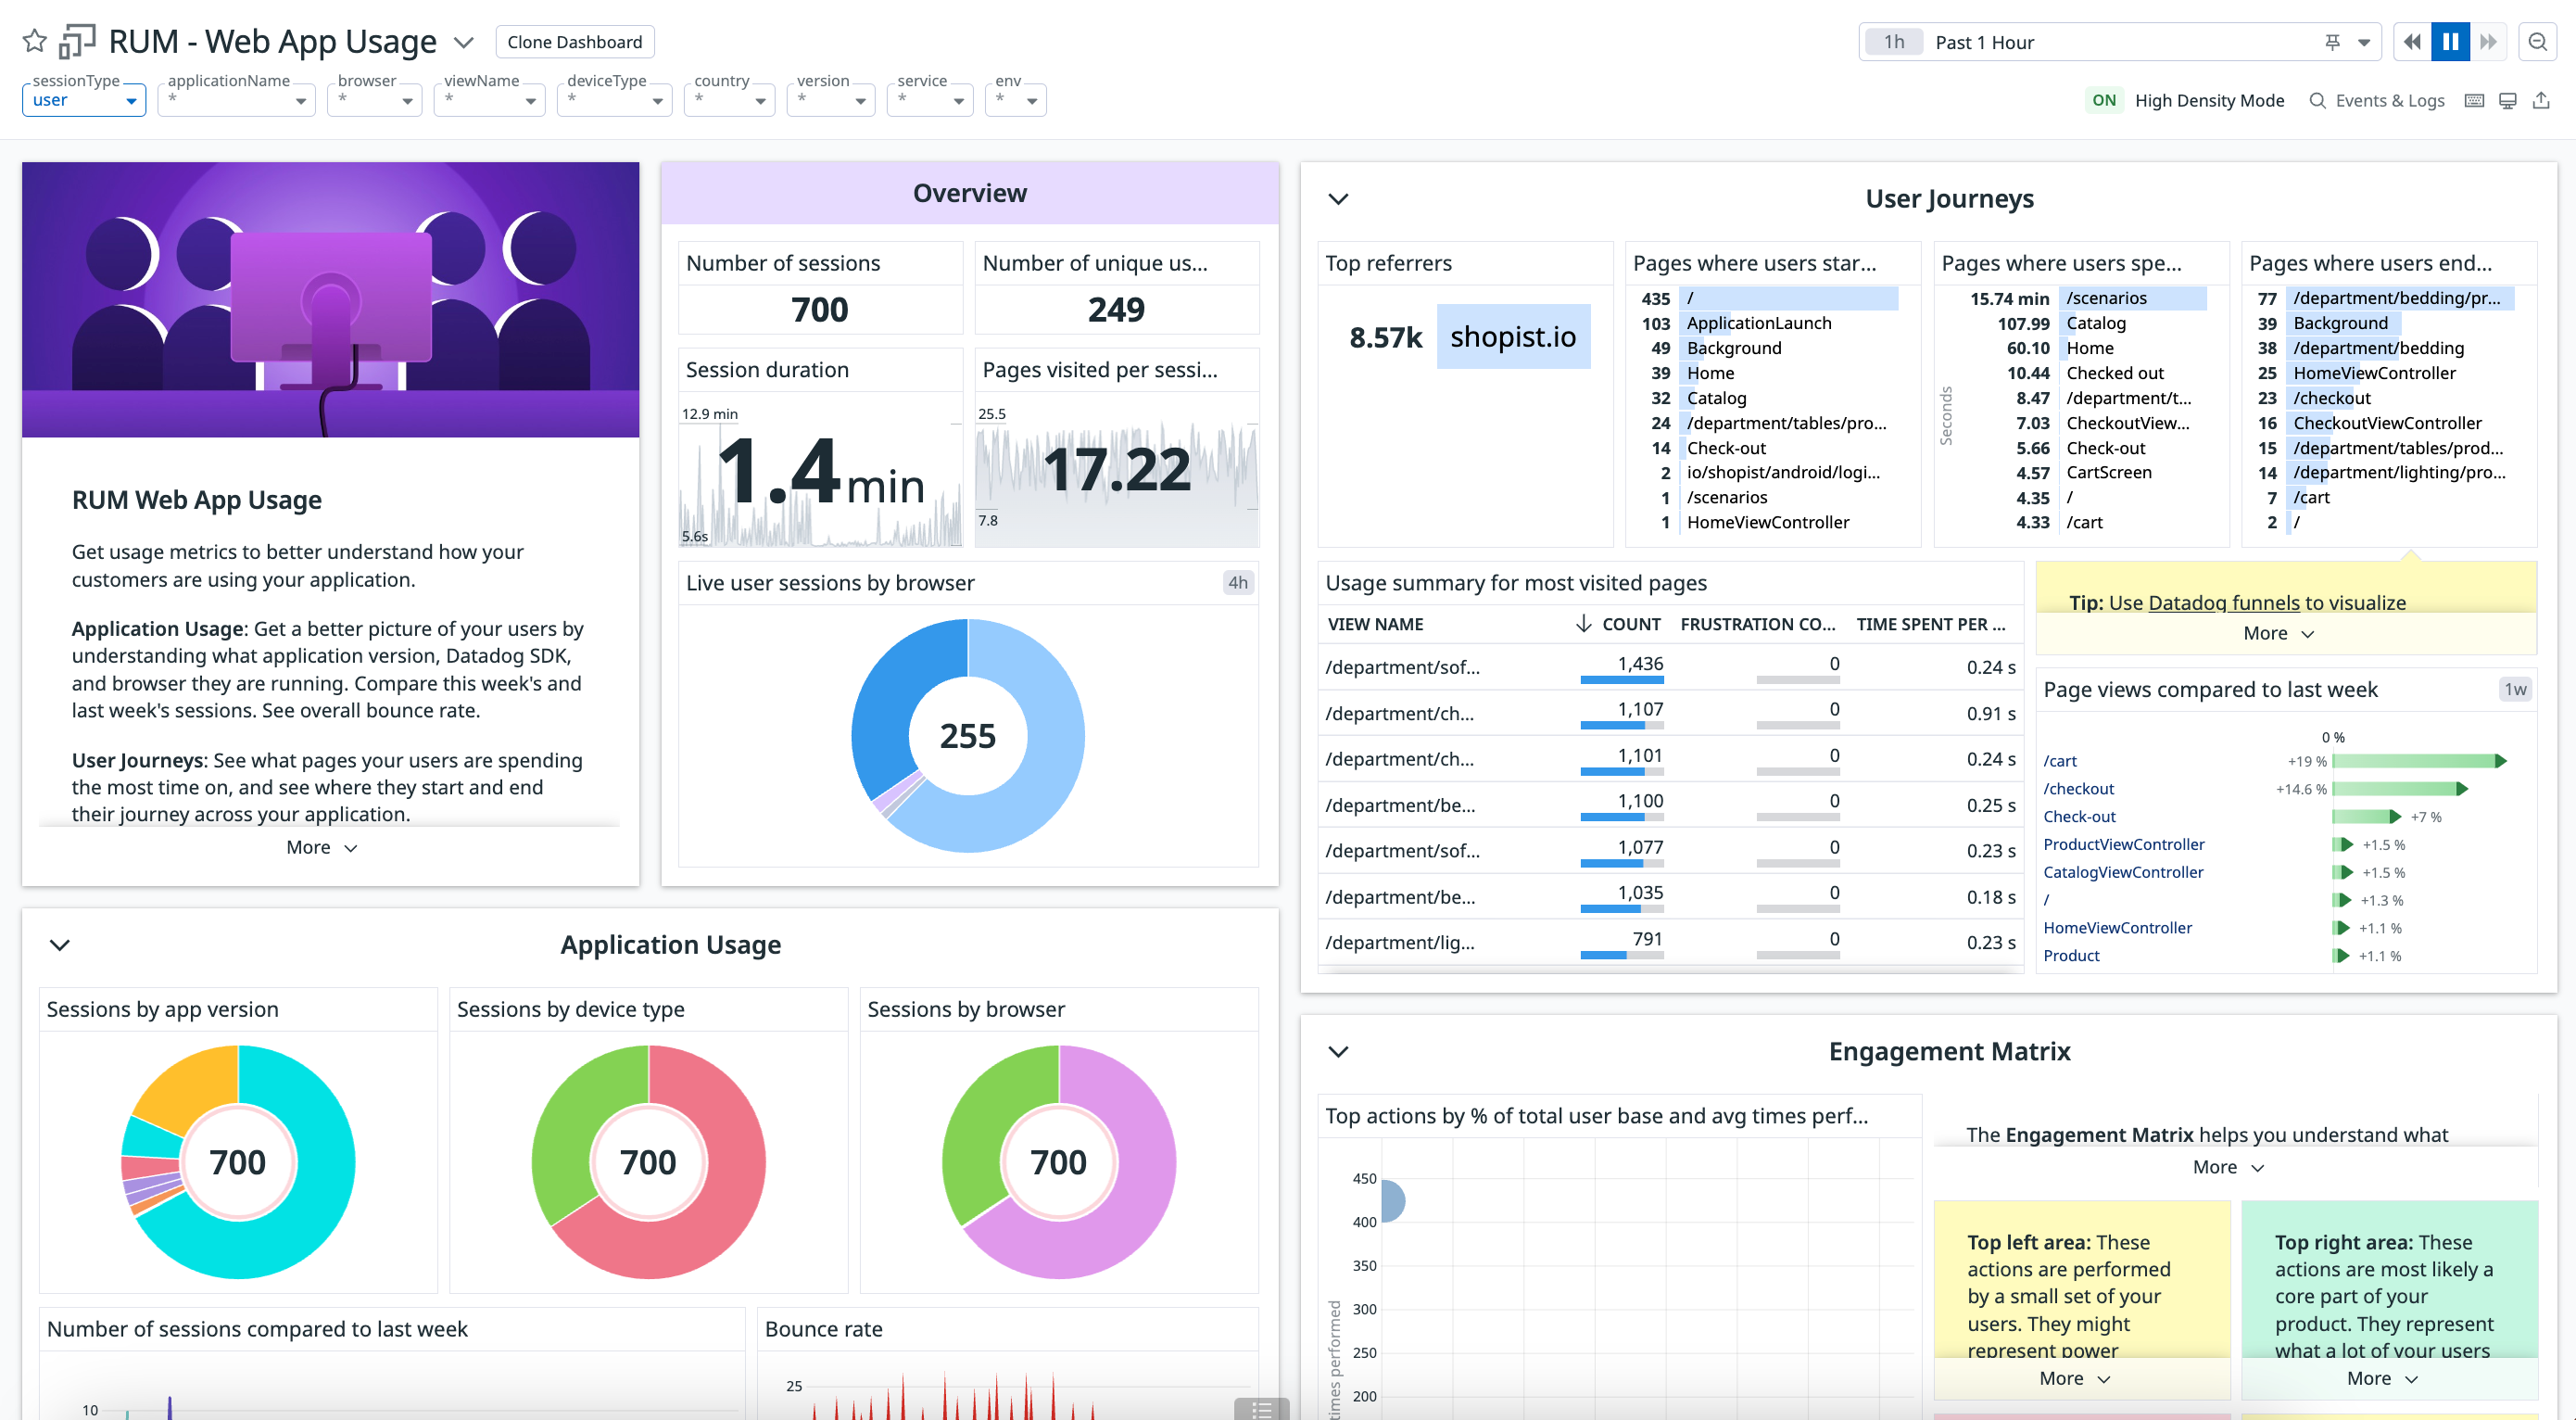 RUM - Web App Usage
Clone Dashboard
1h Past 1 Hour
sessionType
user
applicationName
*
browser
*
viewName
*
deviceType
*
country
*
version
*
service
*
env
*
ON High Density Mode
Events & Logs
RUM Web App Usage
Get usage metrics to better understand how your
customers are using your application.
Application Usage: Get a better picture of your users by
understanding what application version, Datadog SDK,
and browser they are running. Compare this week's and
last week's sessions. See overall bounce rate.
User Journeys: See what pages your users are spending
the most time on, and see where they start and end
their journey across your application.
More
Overview
Number of sessions
700
Number of unique us...
249
Session duration
12.9 min
1.4 min
5.6s
Pages visited per sessi...
25.5
17.22
7.8
Live user sessions by browser 4h
255
User Journeys
Top referrers
8.57k shopist.io
Pages where users star...
435 /
103 ApplicationLaunch
49 Background
39 Home
32 Catalog
24 /department/tables/pro...
14 Check-out
2 io/shopist/android/logi...
1 /scenarios
1 HomeViewController
Pages where users spe...
Seconds
15.74 min /scenarios
107.99 Catalog
60.10 Home
10.44 Checked out
8.47 /department/t...
7.03 CheckoutView...
5.66 Check-out
4.57 CartScreen
4.35 /
4.33 /cart
Pages where users end...
77 /department/bedding/pr...
39 Background
38 /department/bedding
25 HomeViewController
23 /checkout
16 CheckoutViewController
15 /department/tables/prod...
14 /department/lighting/pro...
7 /cart
2 /
Usage summary for most visited pages
VIEW NAME COUNT FRUSTRATION CO... TIME SPENT PER ...
/department/sof... 1,436 0 0.24 s
/department/ch... 1,107 0 0.91 s
/department/ch... 1,101 0 0.24 s
/department/be... 1,100 0 0.25 s
/department/sof... 1,077 0 0.23 s
/department/be... 1,035 0 0.18 s
/department/lig... 791 0 0.23 s
Tip: Use Datadog funnels to visualize
More
Page views compared to last week 1w
0 %
/cart +19 %
/checkout +14.6 %
Check-out +7 %
ProductViewController +1.5 %
CatalogViewController +1.5 %
/ +1.3 %
HomeViewController +1.1 %
Product +1.1 %
Application Usage
Sessions by app version
700
Sessions by device type
700
Sessions by browser
700
Number of sessions compared to last week
10
Bounce rate
25
Engagement Matrix
Top actions by % of total user base and avg times perf...
450
400
350
300
250
200
times performed
The Engagement Matrix helps you understand what
More
Top left area: These
actions are performed
by a small set of your
users. They might
represent power
More
Top right area: These
actions are most likely a
core part of your
product. They represent
what a lot of your users
More